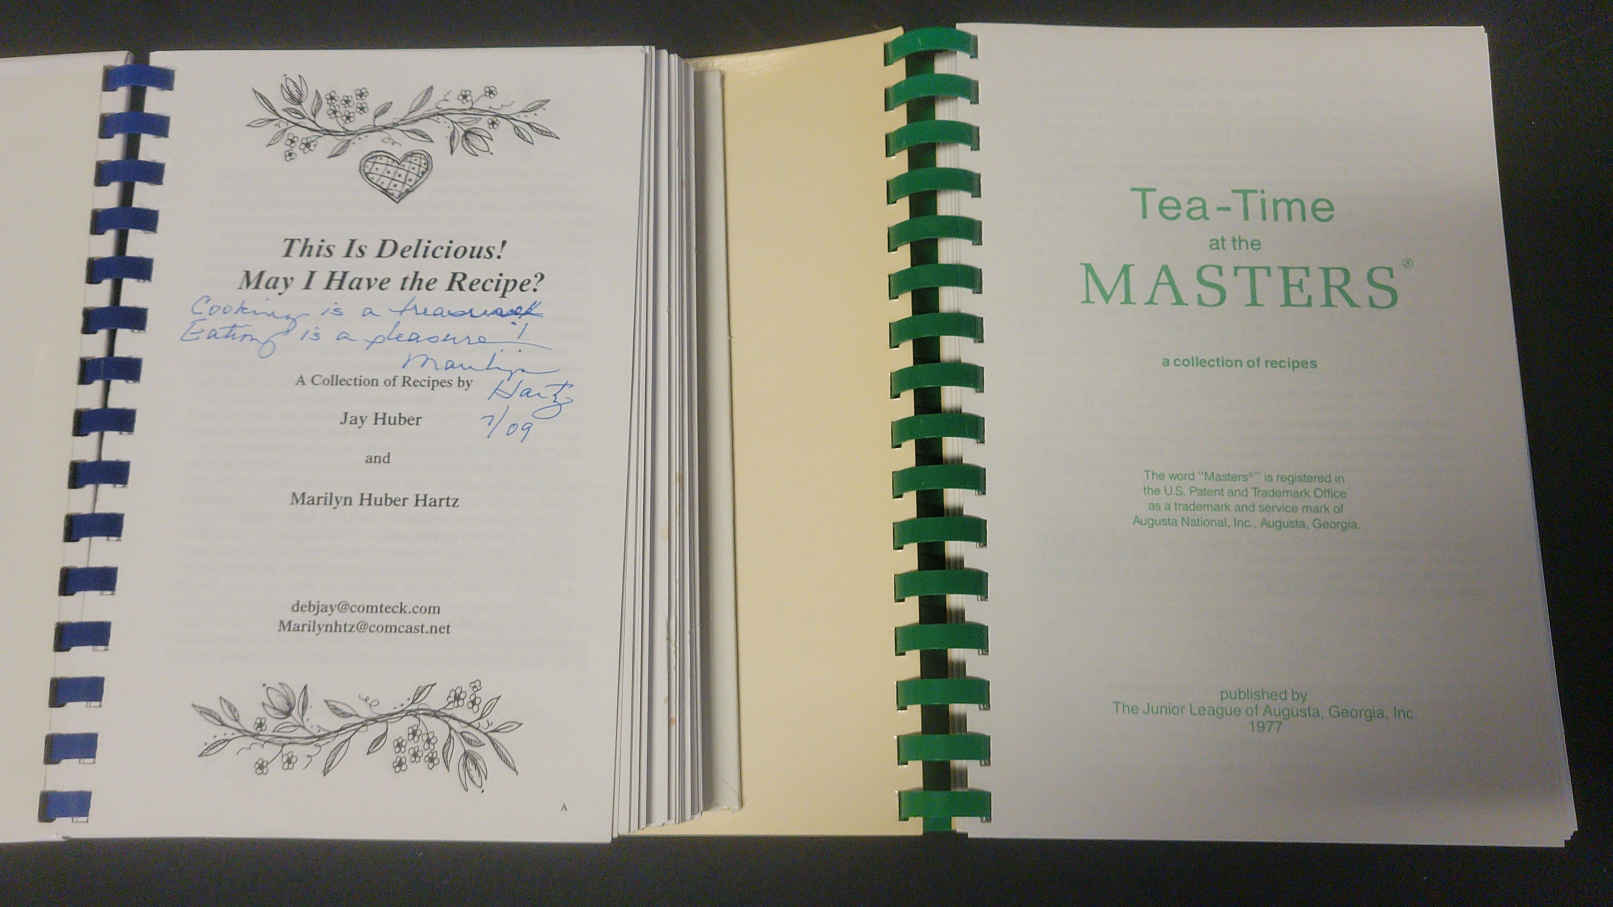 This Is Delicious!
May I Have the Recipe?
Cooking is a treasure
Eating is a pleasure!
Marilyn
A Collection of Recipes by
Hartz
Jay Huber
7/09
and
Marilyn Huber Hartz
debjay@comteck.com
Marilynhtz@comcast.net
A
Tea-Time
at the
MASTERS®
a collection of recipes
The word "Masters®" is registered in
the U.S. Patent and Trademark Office
as a trademark and service mark of
Augusta National, Inc., Augusta, Georgia.
published by
The Junior League of Augusta, Georgia, Inc
1977